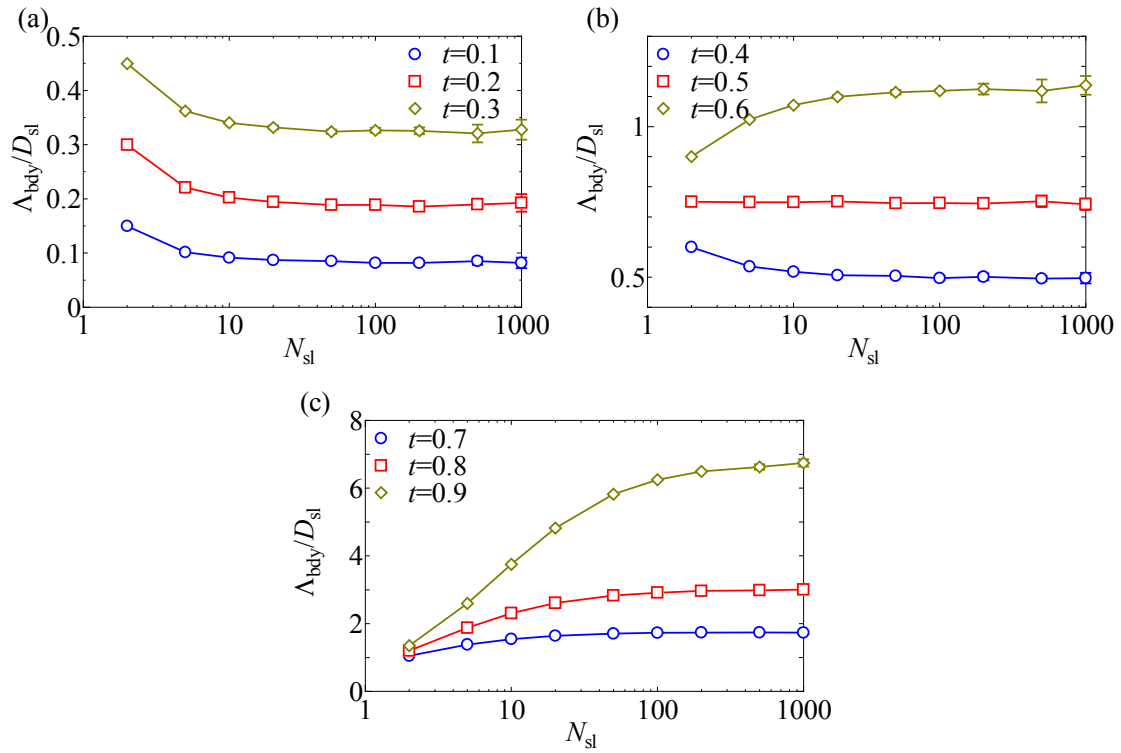 (a)
0.5
0.4
0.3
0.2
0.1
0
Λbdy/Dsl
t=0.1
t=0.2
t=0.3
1 10 100 1000
Nsl
(b)
1
0.5
Λbdy/Dsl
t=0.4
t=0.5
t=0.6
1 10 100 1000
Nsl
(c)
8
6
4
2
0
Λbdy/Dsl
t=0.7
t=0.8
t=0.9
1 10 100 1000
Nsl